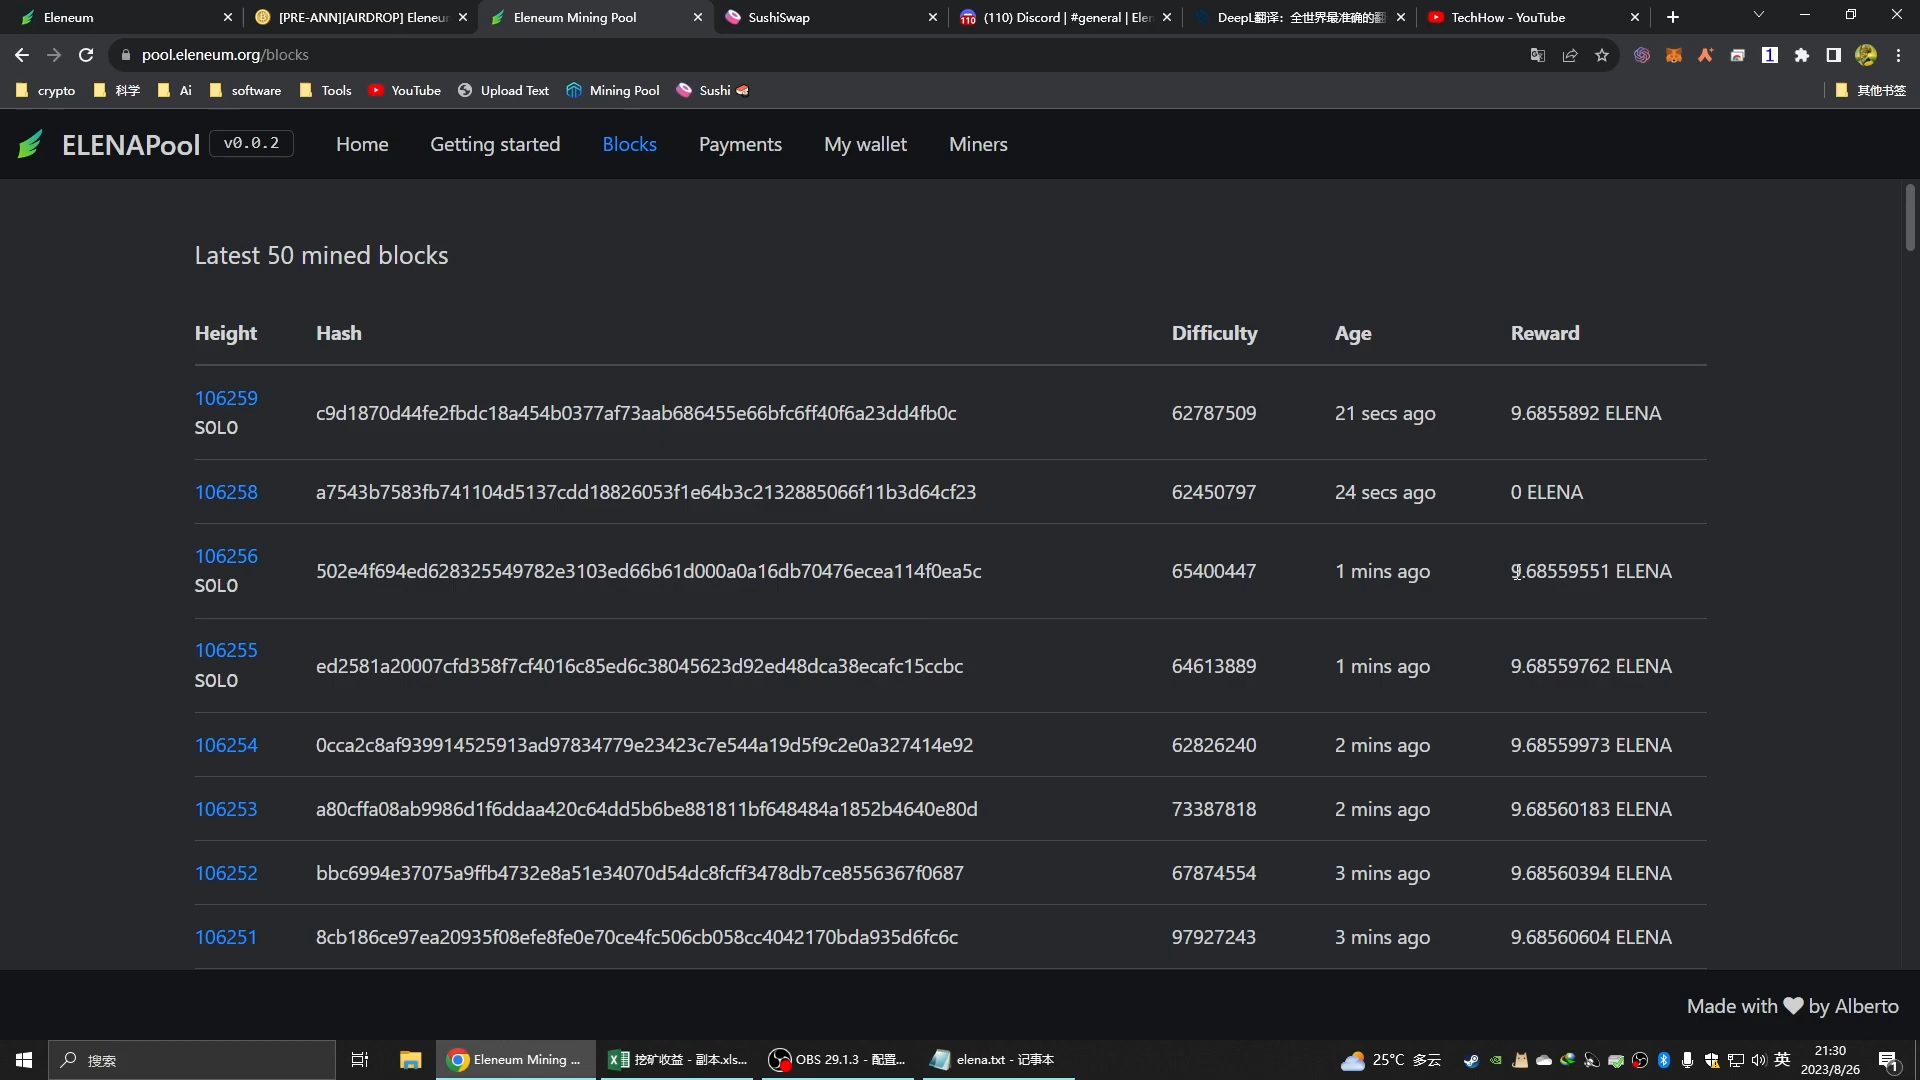 Eleneum
[PRE-ANN][AIRDROP] Eleneu
Eleneum Mining Pool
SushiSwap
(110) Discord | #general | Elen
DeepL翻译：全世界最准确的翻
TechHow - YouTube
pool.eleneum.org/blocks
crypto
科学
Ai
software
Tools
YouTube
Upload Text
Mining Pool
Sushi 🍣
其他书签
ELENAPool v0.0.2
Home
Getting started
Blocks
Payments
My wallet
Miners
Latest 50 mined blocks
Height Hash Difficulty Age Reward
106259 SOLO c9d1870d44fe2fbdc18a454b0377af73aab686455e66bfc6ff40f6a23dd4fb0c 62787509 21 secs ago 9.6855892 ELENA
106258 a7543b7583fb741104d5137cdd18826053f1e64b3c2132885066f11b3d64cf23 62450797 24 secs ago 0 ELENA
106256 SOLO 502e4f694ed628325549782e3103ed66b61d000a0a16db70476ecea114f0ea5c 65400447 1 mins ago 9.68559551 ELENA
106255 SOLO ed2581a20007cfd358f7cf4016c85ed6c38045623d92ed48dca38ecafc15ccbc 64613889 1 mins ago 9.68559762 ELENA
106254 0cca2c8af939914525913ad97834779e23423c7e544a19d5f9c2e0a327414e92 62826240 2 mins ago 9.68559973 ELENA
106253 a80cffa08ab9986d1f6ddaa420c64dd5b6be881811bf648484a1852b4640e80d 73387818 2 mins ago 9.68560183 ELENA
106252 bbc6994e37075a9ffb4732e8a51e34070d54dc8fcff3478db7ce8556367f0687 67874554 3 mins ago 9.68560394 ELENA
106251 8cb186ce97ea20935f08efe8fe0e70ce4fc506cb058cc4042170bda935d6fc6c 97927243 3 mins ago 9.68560604 ELENA
Made with ❤ by Alberto
搜索
Eleneum Mining ...
挖矿收益 - 副本.xls...
OBS 29.1.3 - 配置...
elena.txt - 记事本
25°C 多云
英
21:30
2023/8/26
1